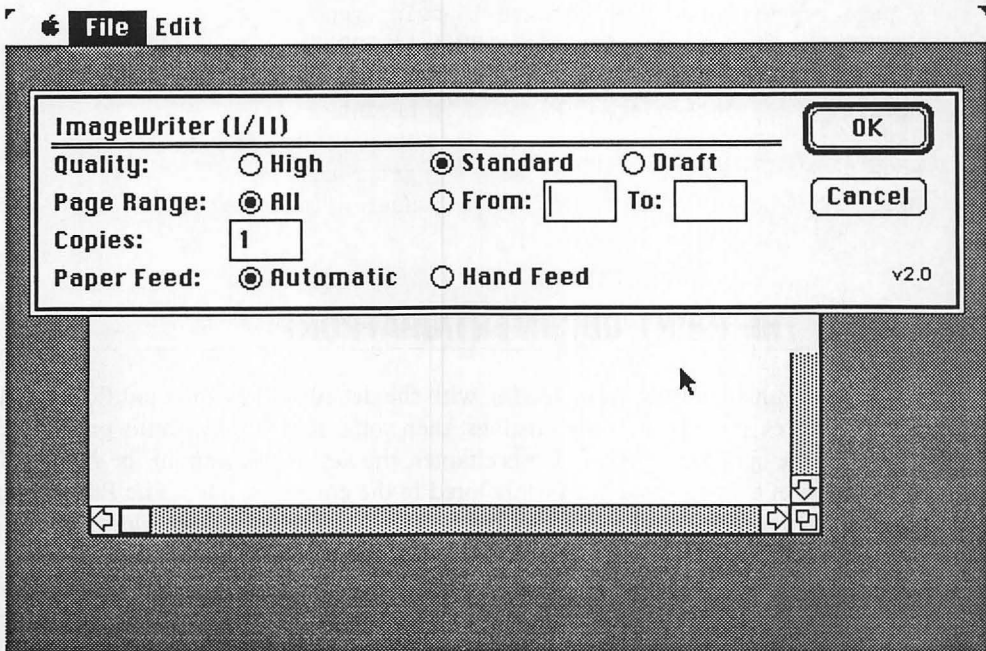 File Edit
ImageWriter (I/II)
OK
Quality: High Standard Draft
Page Range: All From: To:
Cancel
Copies: 1
Paper Feed: Automatic Hand Feed
v2.0